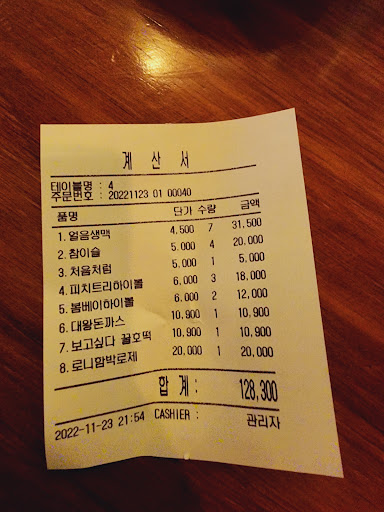 계 산 서
테이블명 : 4
주문번호 : 20221123 01 00040
품명 단가 수량 금액
1. 얼음생맥 4,500 7 31,500
2. 참이슬 5,000 4 20,000
3. 처음처럼 5,000 1 5,000
4. 피치트리하이볼 6,000 3 18,000
5. 봄베이하이볼 6,000 2 12,000
6. 대왕돈까스 10,900 1 10,900
7. 보고싶다 꿀호떡 10,900 1 10,900
8. 로니함박로제 20,000 1 20,000
합 계 : 128,300
2022-11-23 21:54 CASHIER : 관리자